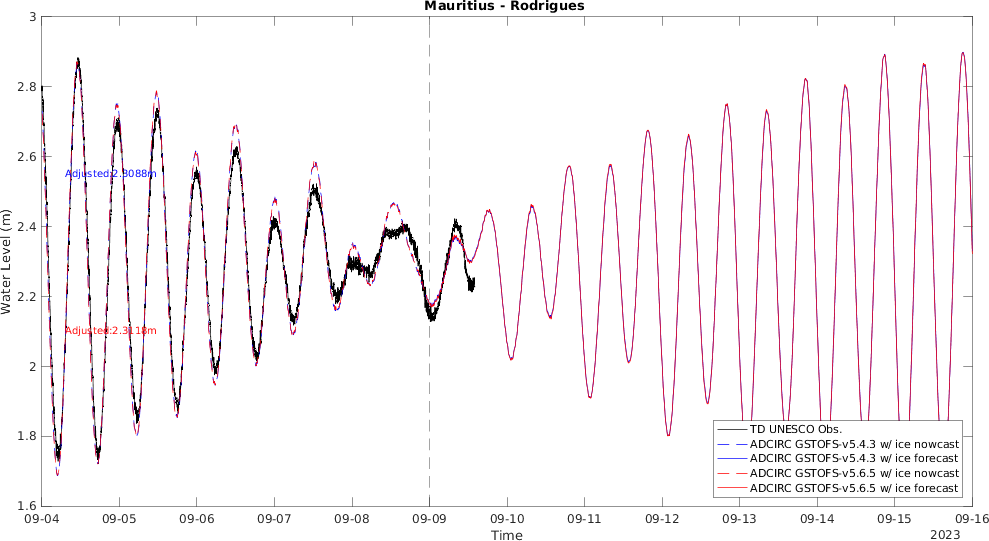 Mauritius - Rodrigues
Water Level (m)
3
2.8
2.6
2.4
2.2
2
1.8
1.6
Adjusted:2.3088m
Adjusted:2.3118m
TD UNESCO Obs.
ADCIRC GSTOFS-v5.4.3 w/ ice nowcast
ADCIRC GSTOFS-v5.4.3 w/ ice forecast
ADCIRC GSTOFS-v5.6.5 w/ ice nowcast
ADCIRC GSTOFS-v5.6.5 w/ ice forecast
09-04 09-05 09-06 09-07 09-08 09-09 09-10 09-11 09-12 09-13 09-14 09-15 09-16
Time
2023